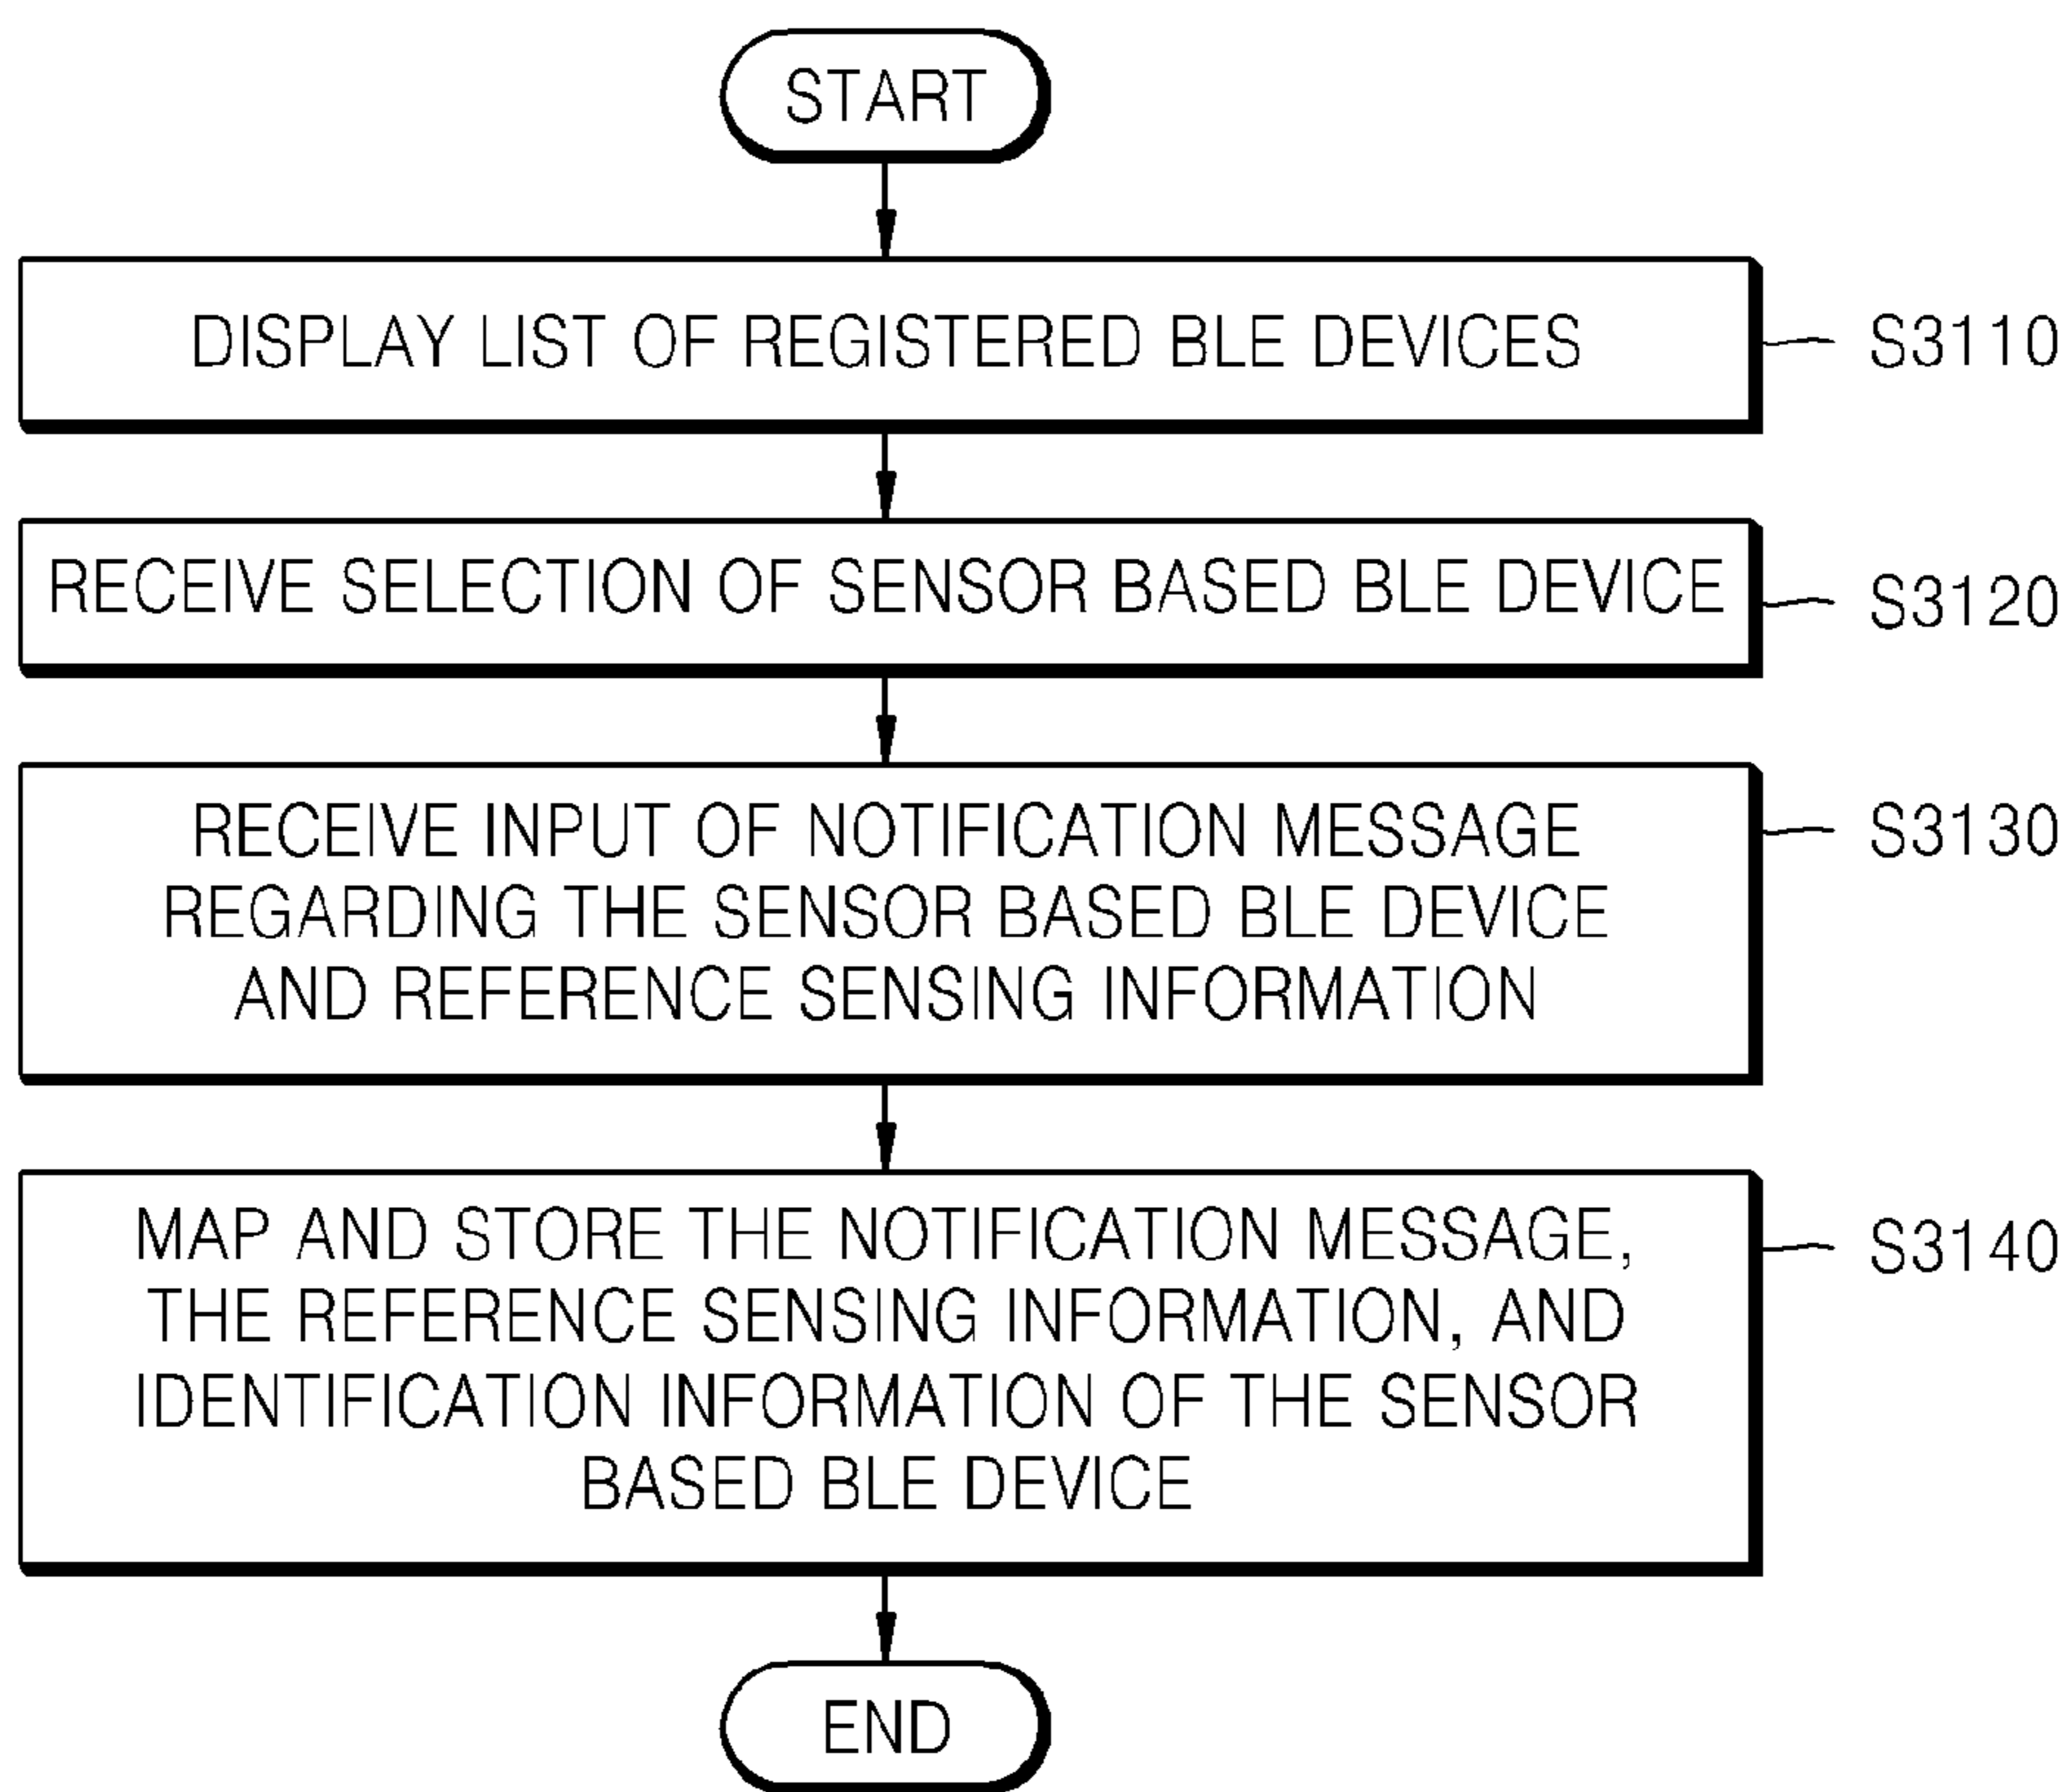 START
DISPLAY LIST OF REGISTERED BLE DEVICES
S3110
RECEIVE SELECTION OF SENSOR BASED BLE DEVICE
S3120
RECEIVE INPUT OF NOTIFICATION MESSAGE
REGARDING THE SENSOR BASED BLE DEVICE
AND REFERENCE SENSING INFORMATION
S3130
MAP AND STORE THE NOTIFICATION MESSAGE,
THE REFERENCE SENSING INFORMATION, AND
IDENTIFICATION INFORMATION OF THE SENSOR
BASED BLE DEVICE
S3140
END